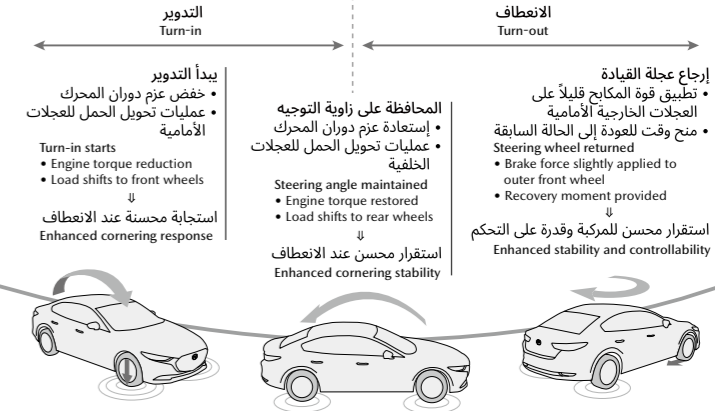 التدوير
Turn-in
الانعطاف
Turn-out
يبدأ التدوير
• خفض عزم دوران المحرك
• عمليات تحويل الحمل للعجلات
الأمامية
Turn-in starts
• Engine torque reduction
• Load shifts to front wheels
⇓
استجابة محسنة عند الانعطاف
Enhanced cornering response
المحافظة على زاوية التوجيه
• إستعادة عزم دوران المحرك
• عمليات تحويل الحمل للعجلات
الخلفية
Steering angle maintained
• Engine torque restored
• Load shifts to rear wheels
⇓
استقرار محسن عند الانعطاف
Enhanced cornering stability
إرجاع عجلة القيادة
• تطبيق قوة المكابح قليلاً على
العجلات الخارجية الأمامية
• منح وقت للعودة إلى الحالة السابقة
Steering wheel returned
• Brake force slightly applied to
outer front wheel
• Recovery moment provided
⇓
استقرار محسن للمركبة وقدرة على التحكم
Enhanced stability and controllability